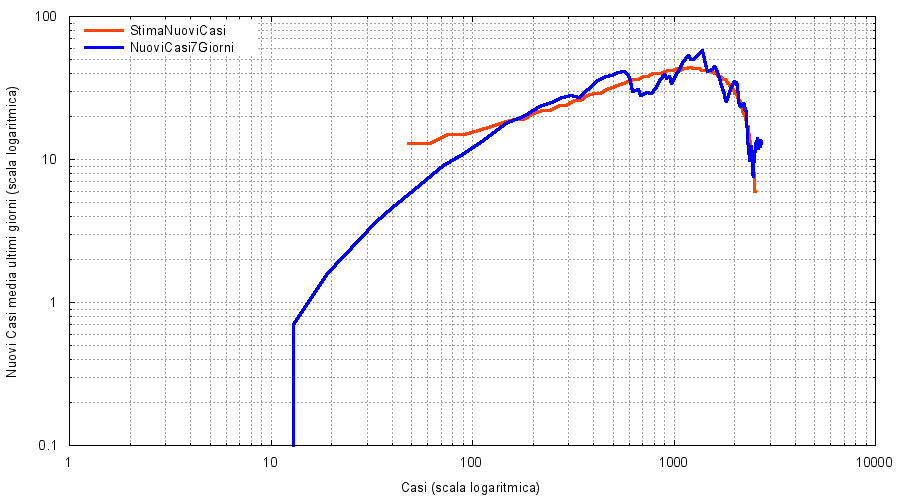 100
StimaNuoviCasi
NuoviCasi7Giorni
10
1
0.1
Nuovi Casi media ultimi giorni (scala logaritmica)
1 10 100 1000 10000
Casi (scala logaritmica)